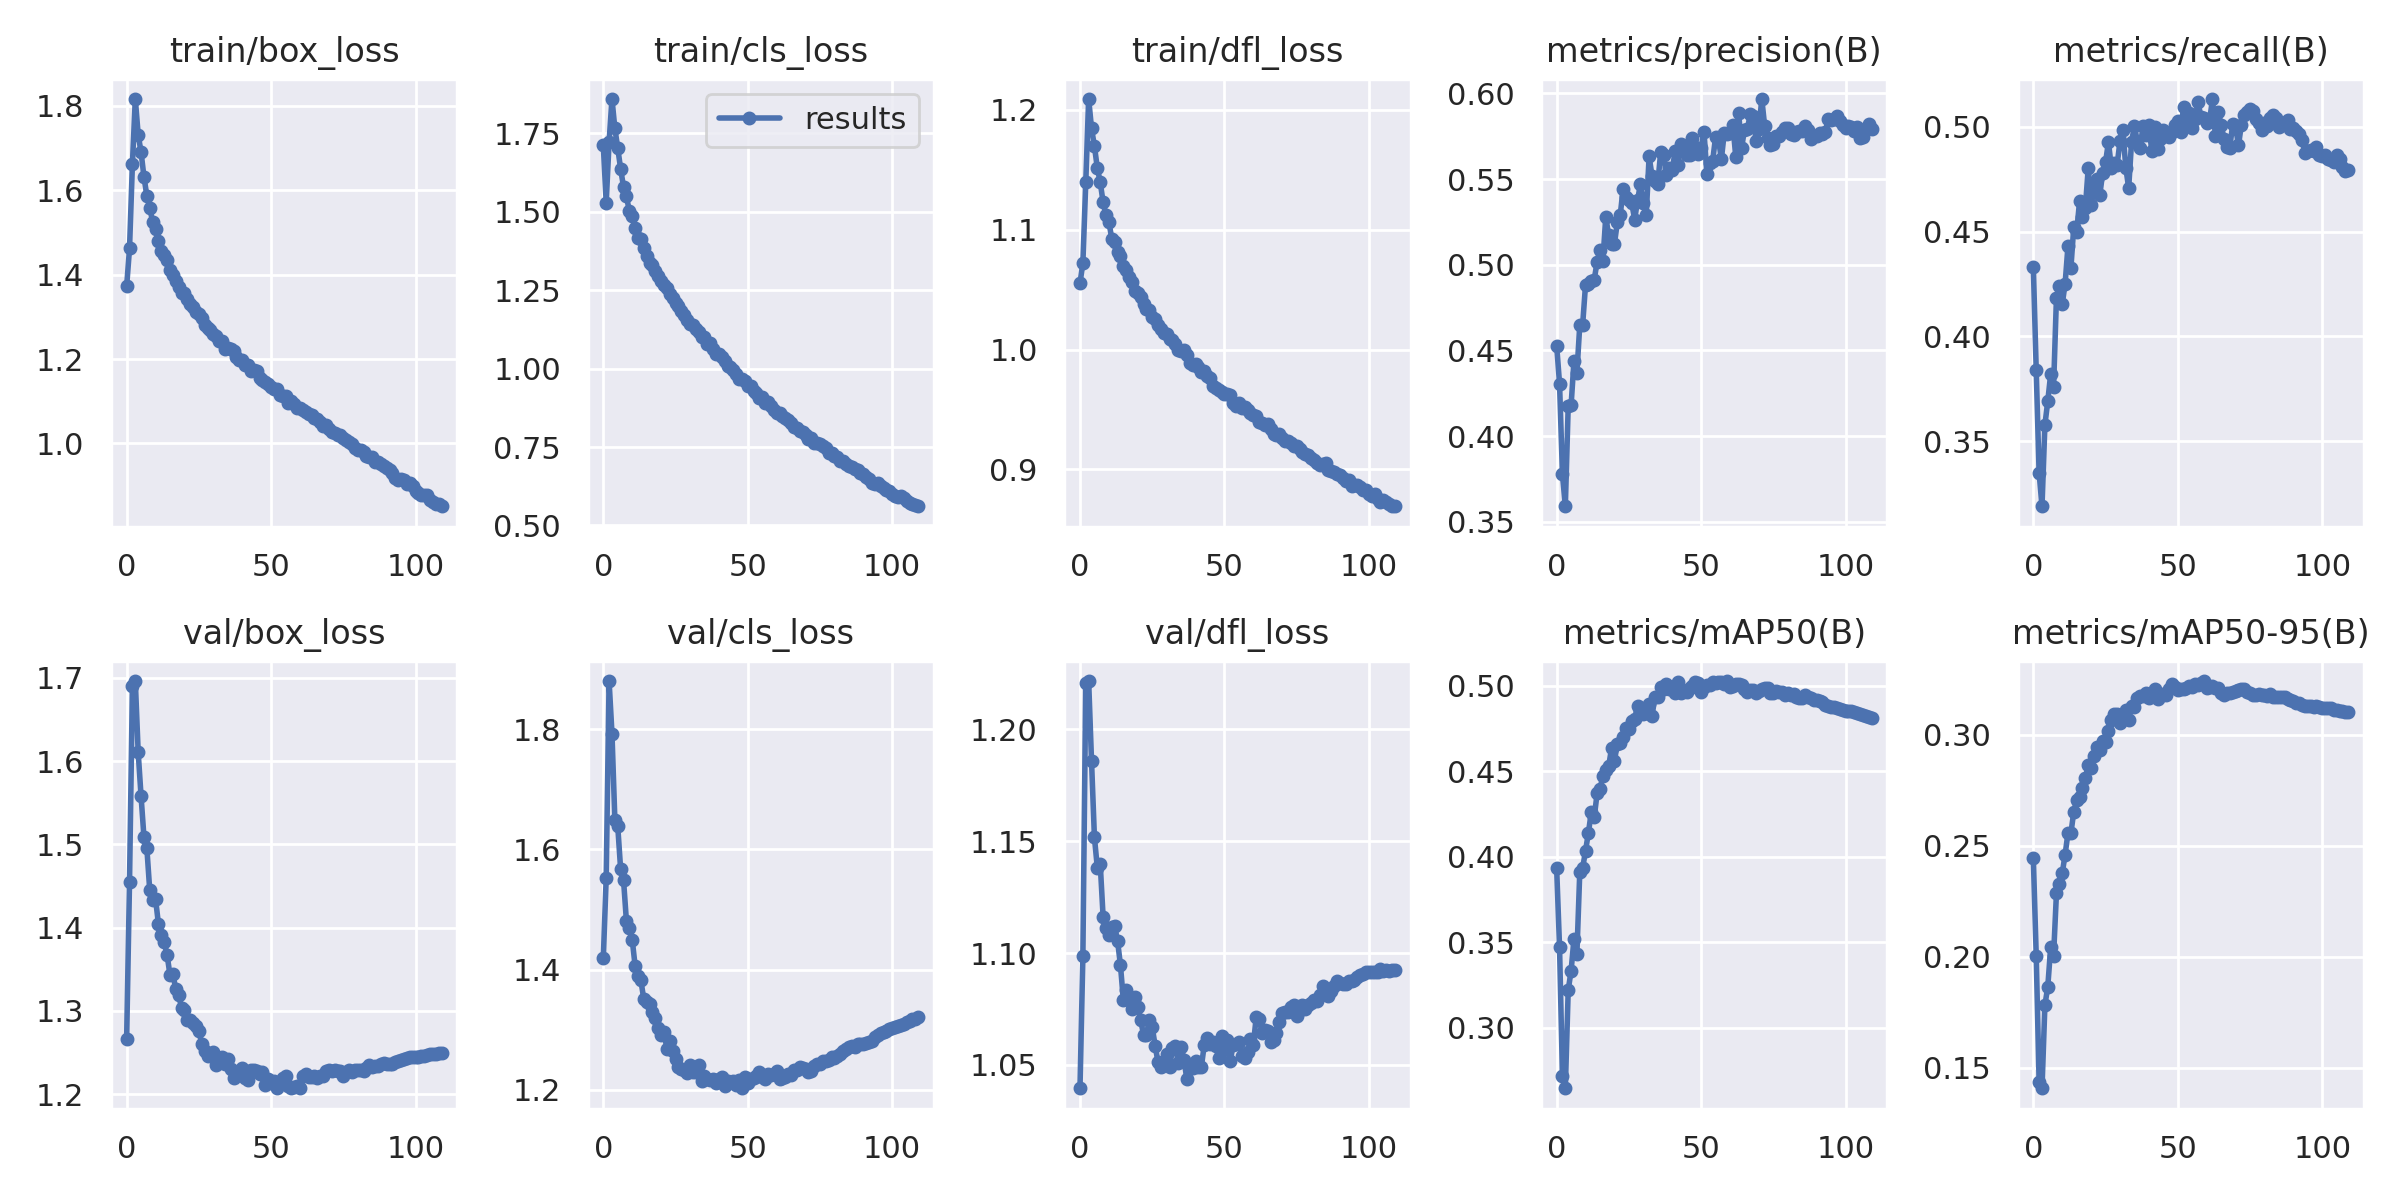 train/box_loss
1.8
1.6
1.4
1.2
1.0
0 50 100
train/cls_loss
results
1.75
1.50
1.25
1.00
0.75
0.50
0 50 100
train/dfl_loss
1.2
1.1
1.0
0.9
0 50 100
metrics/precision(B)
0.60
0.55
0.50
0.45
0.40
0.35
0 50 100
metrics/recall(B)
0.50
0.45
0.40
0.35
0 50 100
val/box_loss
1.7
1.6
1.5
1.4
1.3
1.2
0 50 100
val/cls_loss
1.8
1.6
1.4
1.2
0 50 100
val/dfl_loss
1.20
1.15
1.10
1.05
0 50 100
metrics/mAP50(B)
0.50
0.45
0.40
0.35
0.30
0 50 100
metrics/mAP50-95(B)
0.30
0.25
0.20
0.15
0 50 100